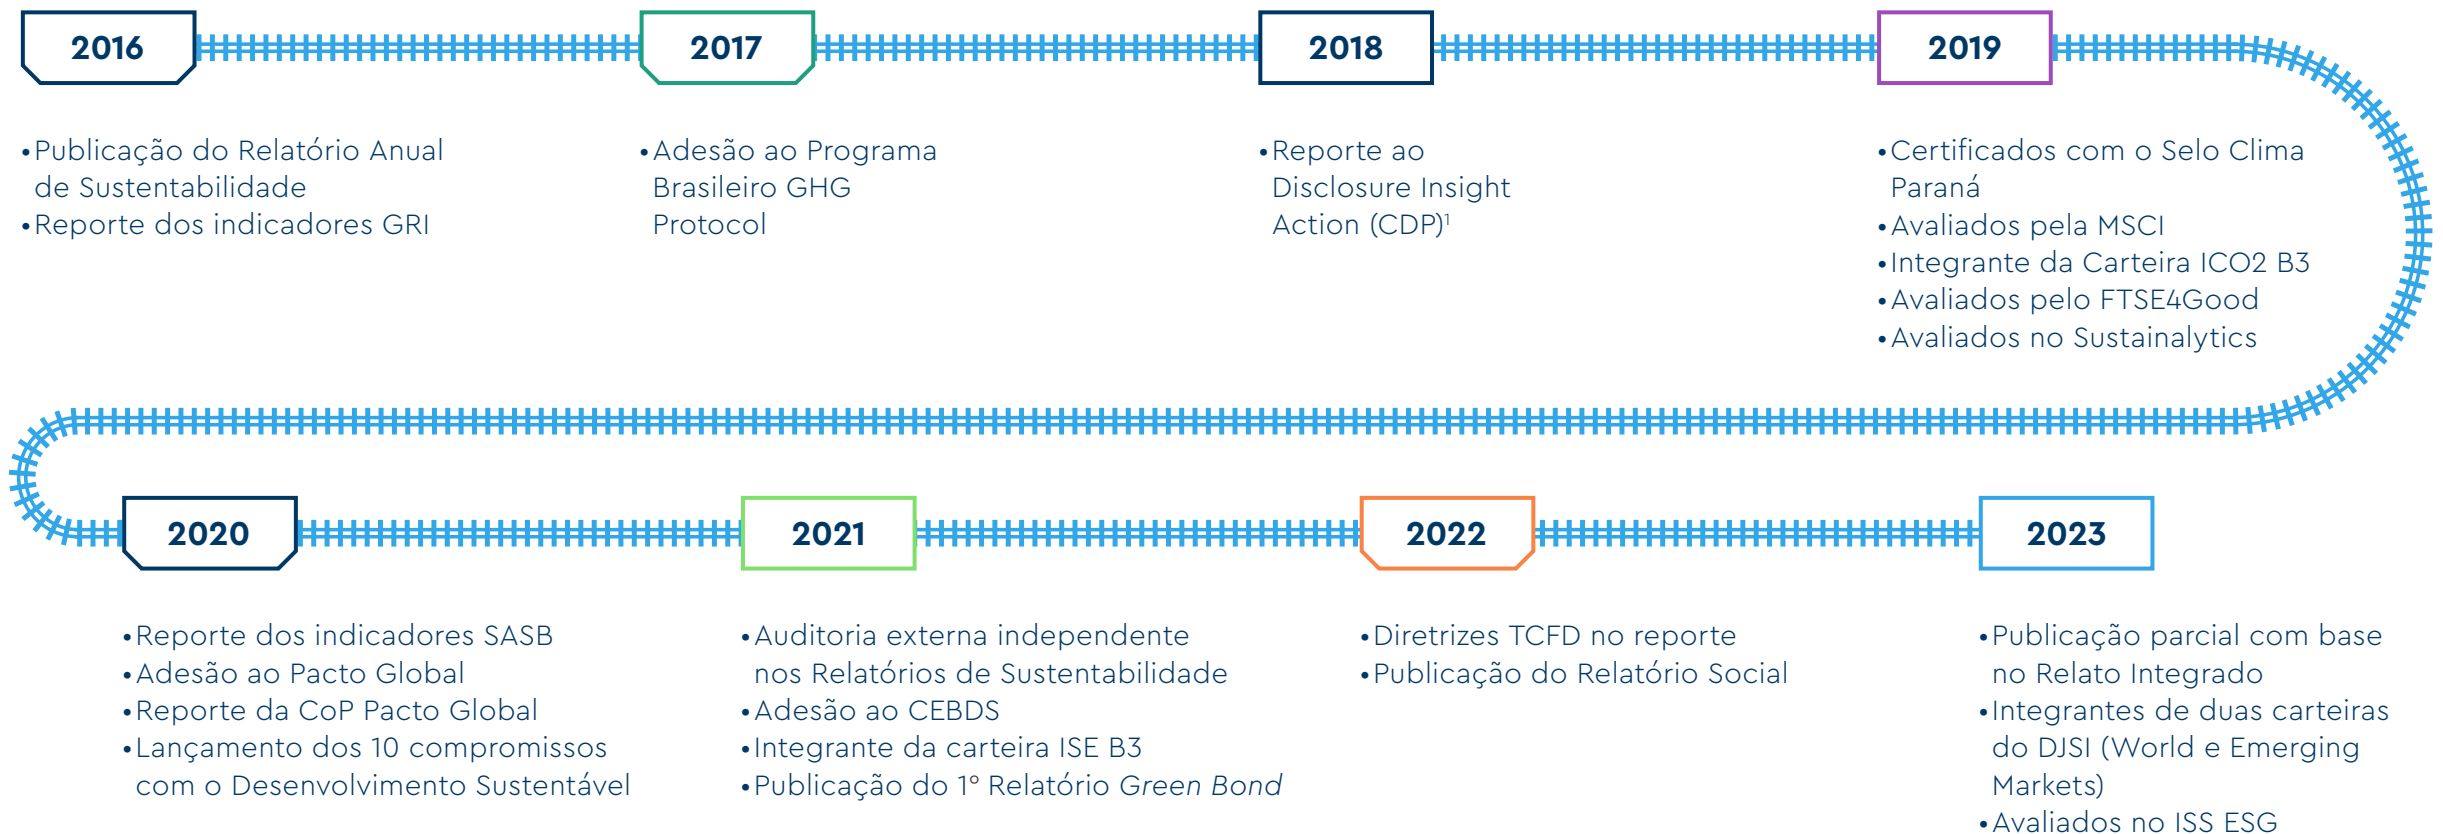 2016
2017
2018
2019
•Publicação do Relatório Anual
de Sustentabilidade
•Reporte dos indicadores GRI
•Adesão ao Programa
Brasileiro GHG
Protocol
•Reporte ao
Disclosure Insight
Action (CDP)¹
•Certificados com o Selo Clima
Paraná
•Avaliados pela MSCI
•Integrante da Carteira ICO2 B3
•Avaliados pelo FTSE4Good
•Avaliados no Sustainalytics
2020
2021
2022
2023
•Reporte dos indicadores SASB
•Adesão ao Pacto Global
•Reporte da CoP Pacto Global
•Lançamento dos 10 compromissos
com o Desenvolvimento Sustentável
•Auditoria externa independente
nos Relatórios de Sustentabilidade
•Adesão ao CEBDS
•Integrante da carteira ISE B3
•Publicação do 1° Relatório Green Bond
•Diretrizes TCFD no reporte
•Publicação do Relatório Social
•Publicação parcial com base
no Relato Integrado
•Integrantes de duas carteiras
do DJSI (World e Emerging
Markets)
•Avaliados no ISS ESG